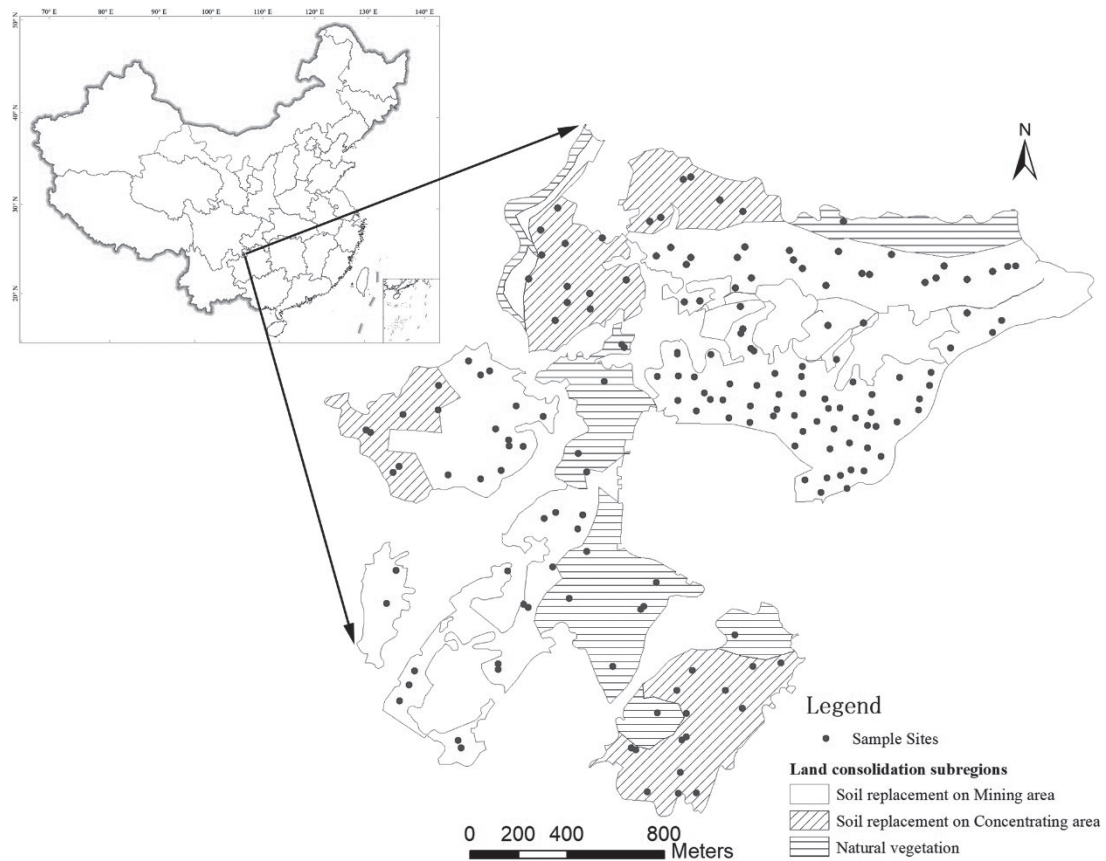 70° E 80° E 90° E 100° E 110° E 120° E 130° E 140° E
50° N
40° N
30° N
20° N
N
Legend
Sample Sites
Land consolidation subregions
Soil replacement on Mining area
Soil replacement on Concentrating area
Natural vegetation
0 200 400 800
Meters